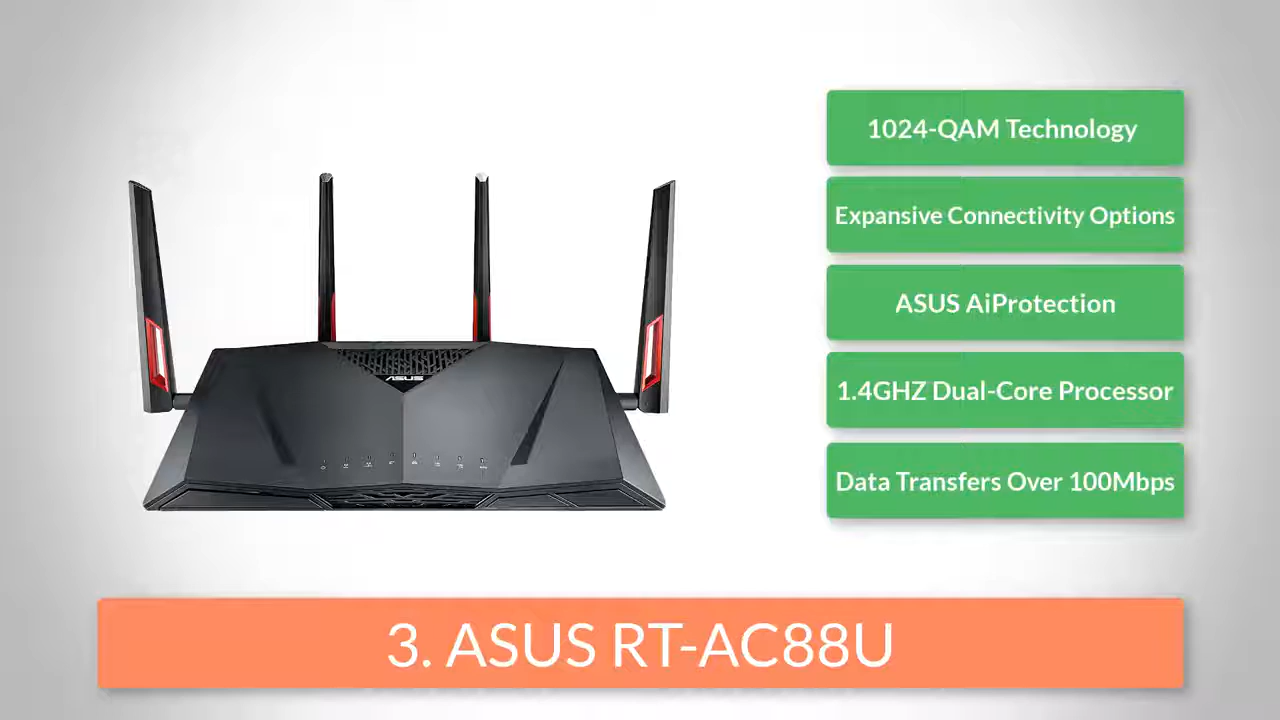 1024-QAM Technology
Expansive Connectivity Options
ASUS AiProtection
1.4GHZ Dual-Core Processor
Data Transfers Over 100Mbps
ASUS
3. ASUS RT-AC88U